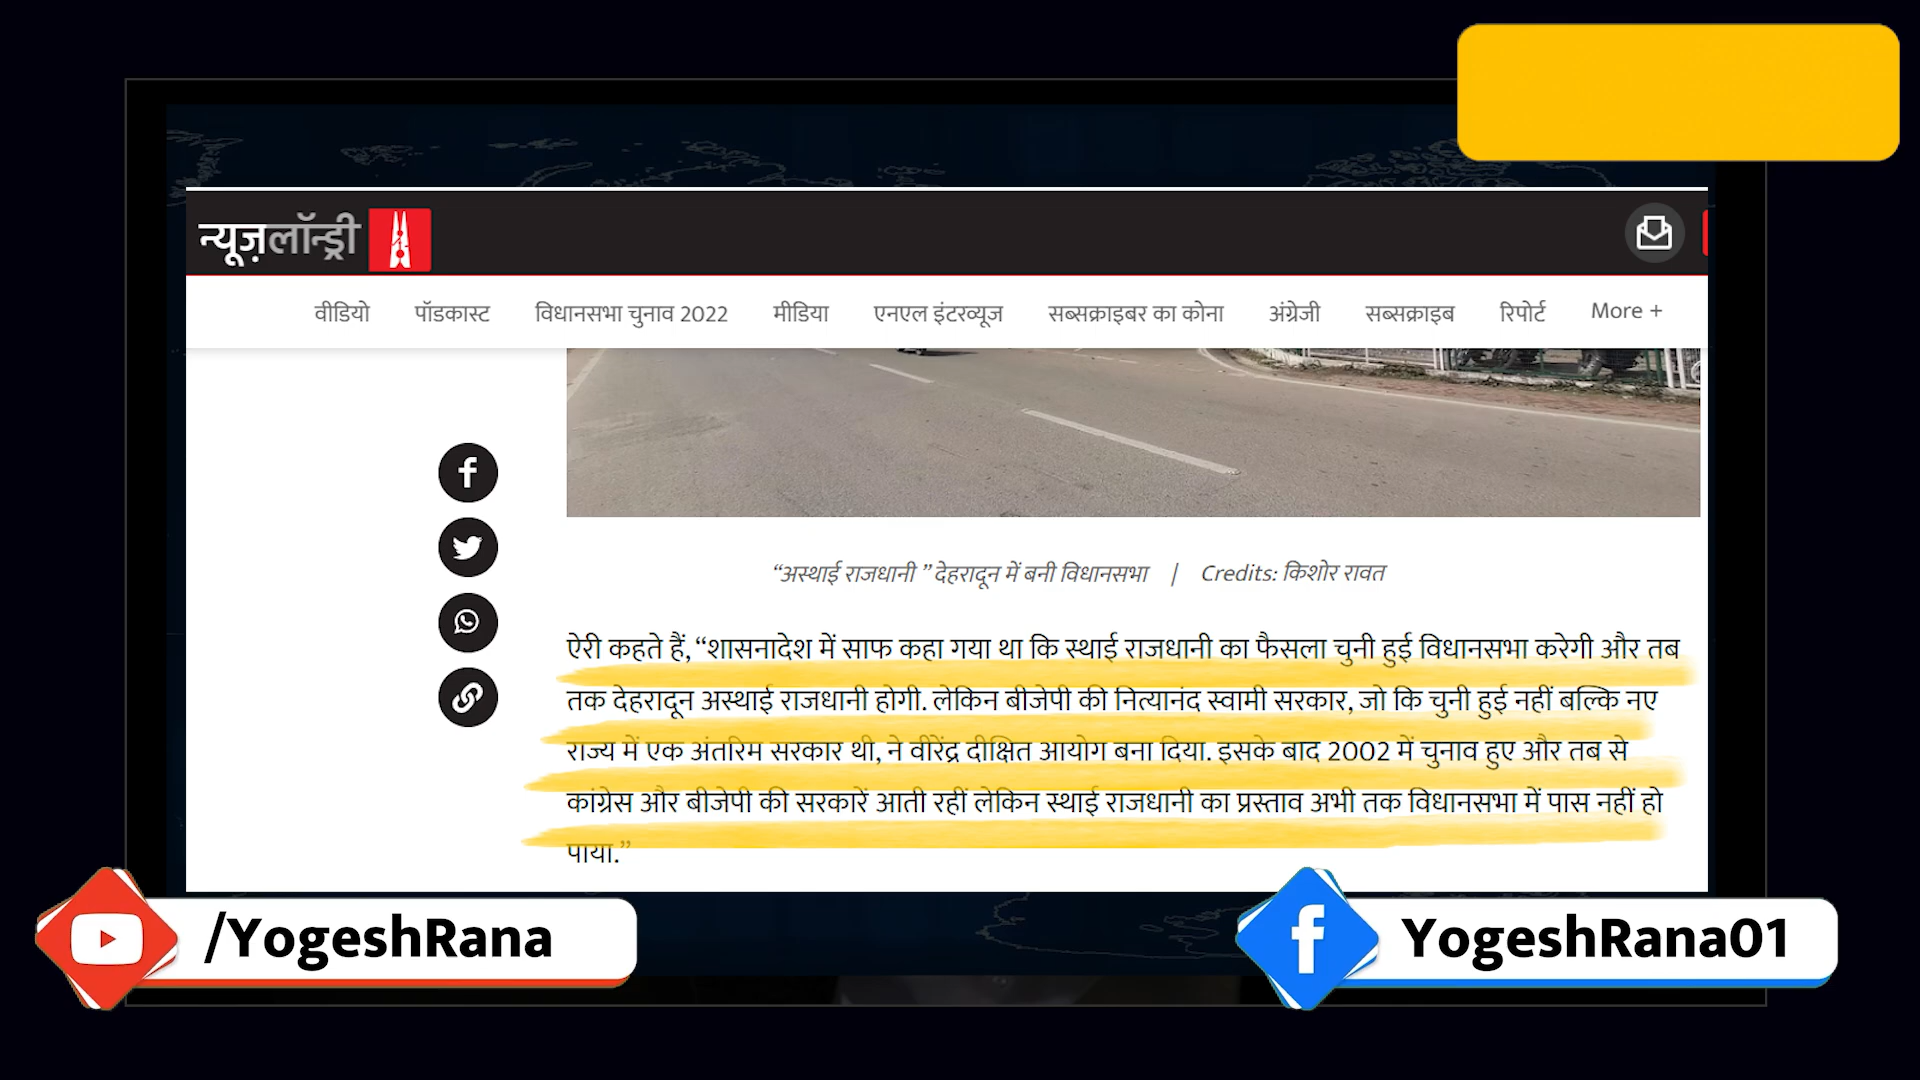 न्यूज़लॉन्ड्री
वीडियो पॉडकास्ट विधानसभा चुनाव 2022 मीडिया एनएल इंटरव्यूज सब्सक्राइबर का कोना अंग्रेजी सब्सक्राइब रिपोर्ट More +
“अस्थाई राजधानी ” देहरादून में बनी विधानसभा | Credits: किशोर रावत
ऐरी कहते हैं, “शासनादेश में साफ कहा गया था कि स्थाई राजधानी का फैसला चुनी हुई विधानसभा करेगी और तब
तक देहरादून अस्थाई राजधानी होगी. लेकिन बीजेपी की नित्यानंद स्वामी सरकार, जो कि चुनी हुई नहीं बल्कि नए
राज्य में एक अंतरिम सरकार थी, ने वीरेंद्र दीक्षित आयोग बना दिया. इसके बाद 2002 में चुनाव हुए और तब से
कांग्रेस और बीजेपी की सरकारें आती रहीं लेकिन स्थाई राजधानी का प्रस्ताव अभी तक विधानसभा में पास नहीं हो
पाया.”
/YogeshRana
YogeshRana01